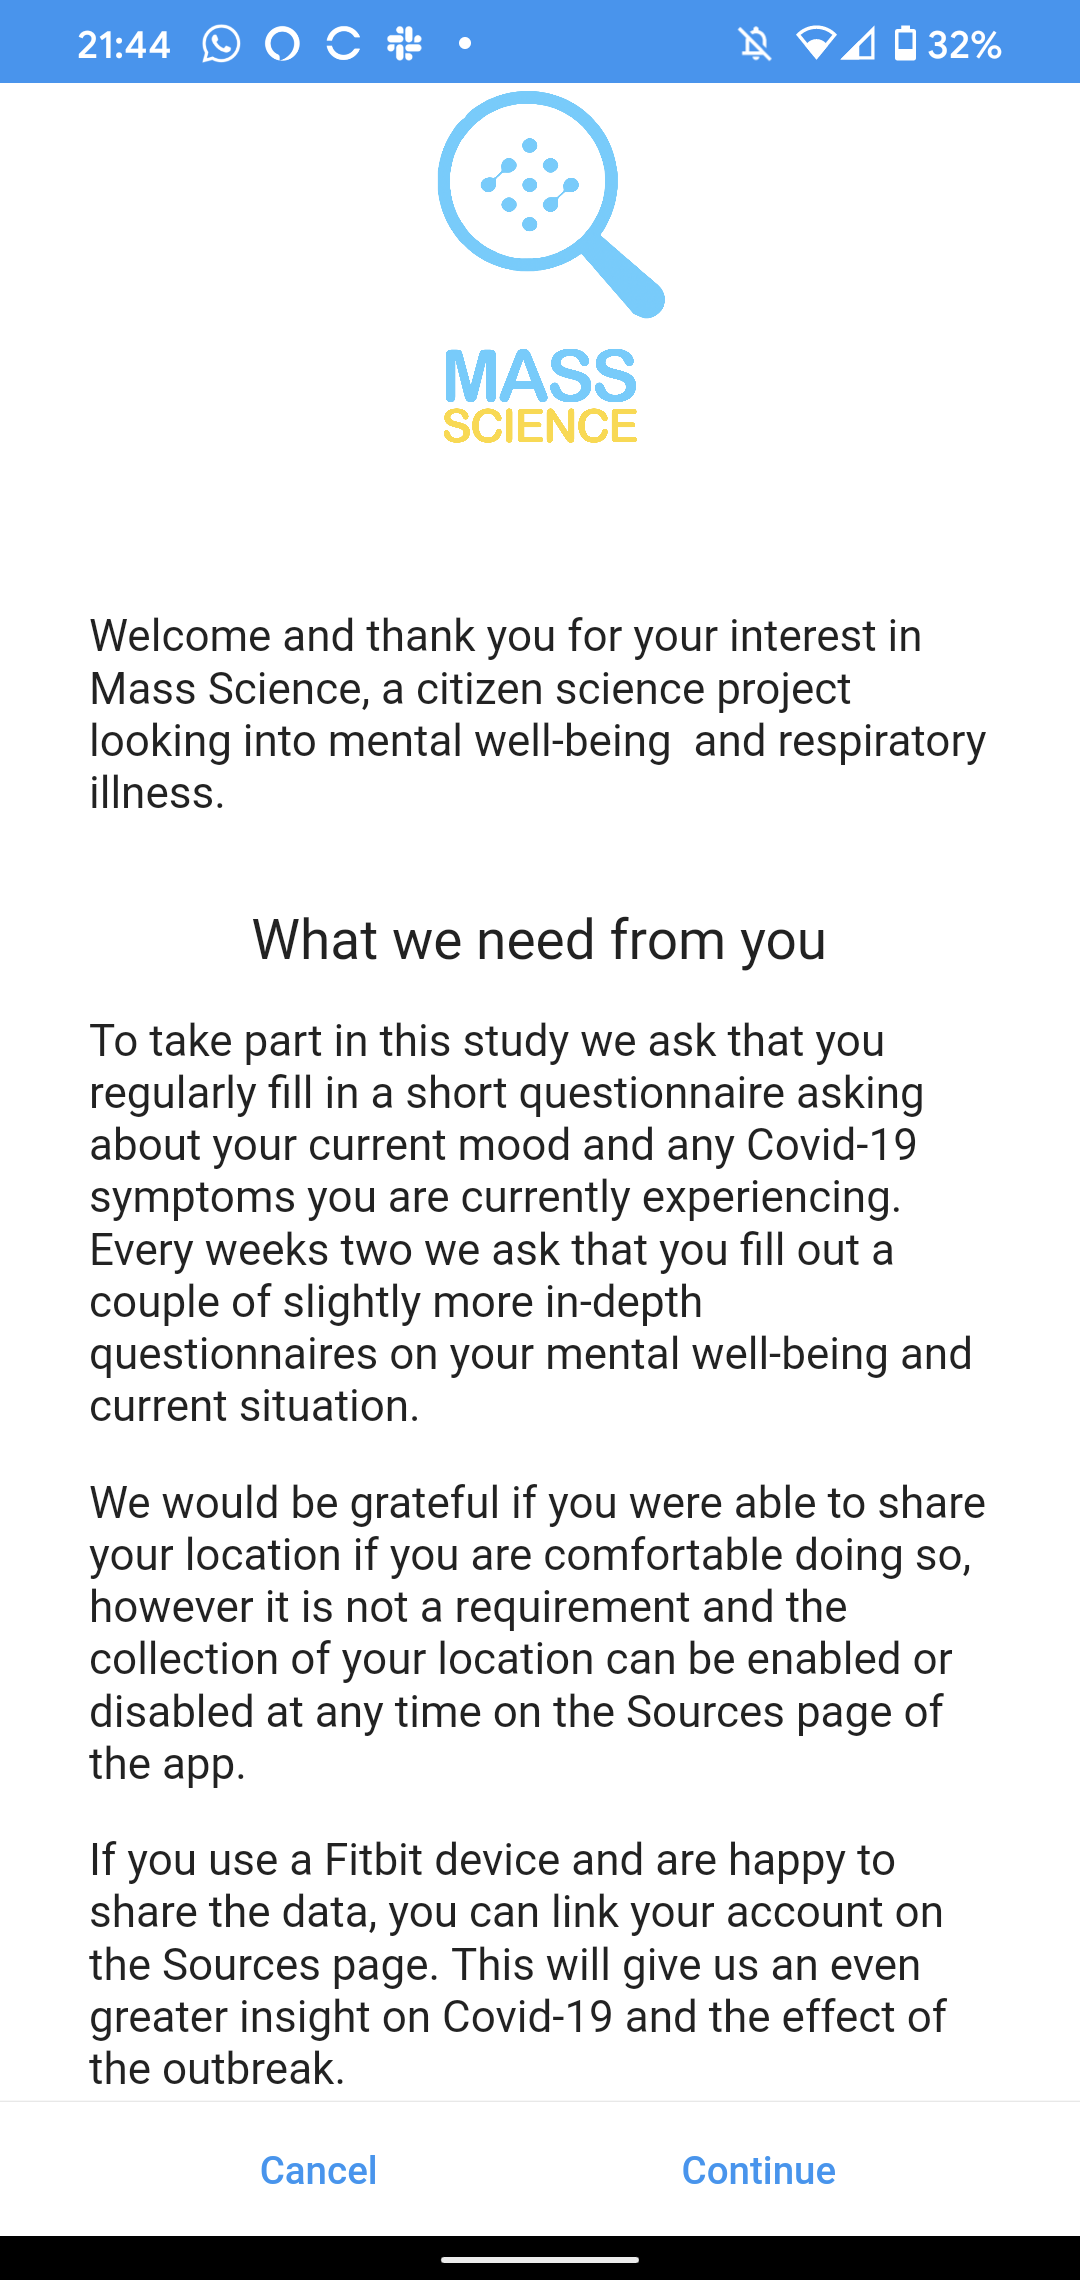 21:44 32%
MASS
SCIENCE
Welcome and thank you for your interest in
Mass Science, a citizen science project
looking into mental well-being  and respiratory
illness.
What we need from you
To take part in this study we ask that you
regularly fill in a short questionnaire asking
about your current mood and any Covid-19
symptoms you are currently experiencing.
Every weeks two we ask that you fill out a
couple of slightly more in-depth
questionnaires on your mental well-being and
current situation.
We would be grateful if you were able to share
your location if you are comfortable doing so,
however it is not a requirement and the
collection of your location can be enabled or
disabled at any time on the Sources page of
the app.
If you use a Fitbit device and are happy to
share the data, you can link your account on
the Sources page. This will give us an even
greater insight on Covid-19 and the effect of
the outbreak.
Cancel Continue